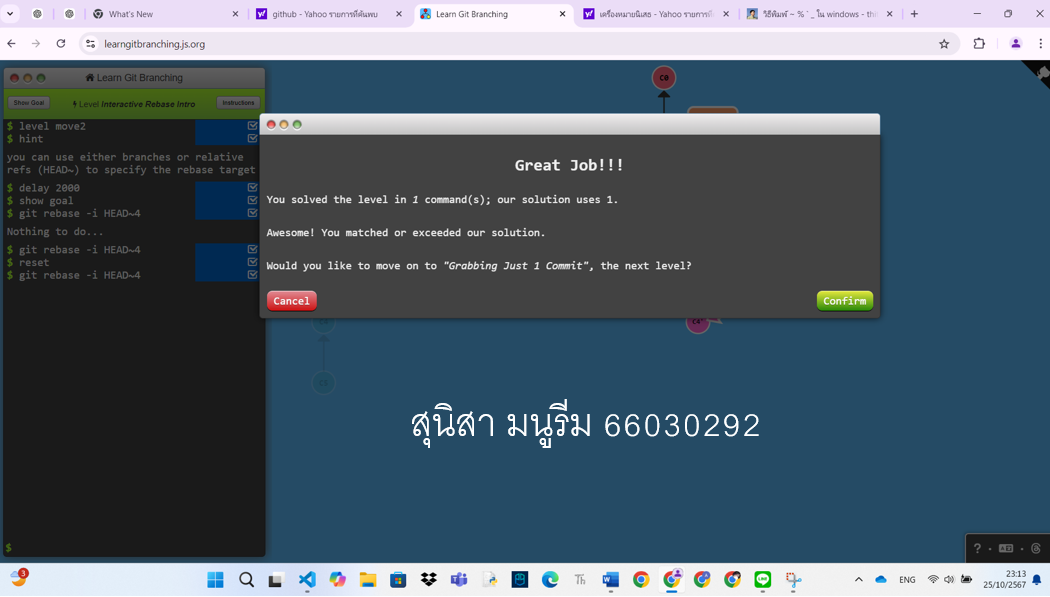 What's New
github - Yahoo รายการที่ค้นพบ
Learn Git Branching
เครื่องหมายนิเสธ - Yahoo รายการที่
วิธีพิมพ์ ~ % ` _ ใน windows - thi
learngitbranching.js.org
Learn Git Branching
Show Goal
Level Interactive Rebase Intro
Instructions
$ level move2
$ hint
you can use either branches or relative
refs (HEAD~) to specify the rebase target
$ delay 2000
$ show goal
$ git rebase -i HEAD~4
Nothing to do...
$ git rebase -i HEAD~4
$ reset
$ git rebase -i HEAD~4
$
C0
Great Job!!!
You solved the level in 1 command(s); our solution uses 1.
Awesome! You matched or exceeded our solution.
Would you like to move on to "Grabbing Just 1 Commit", the next level?
Cancel
Confirm
สุนิสา มนูรีม 66030292
3
Th
ENG
23:13
25/10/2567